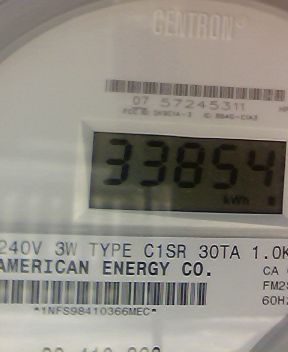 CENTRON®
07 57245311
33854
kWh
240V 3W TYPE C1SR 30TA 1.0K
AMERICAN ENERGY CO.
CA
FM2S
60HZ
*1NFS98410366MEC*